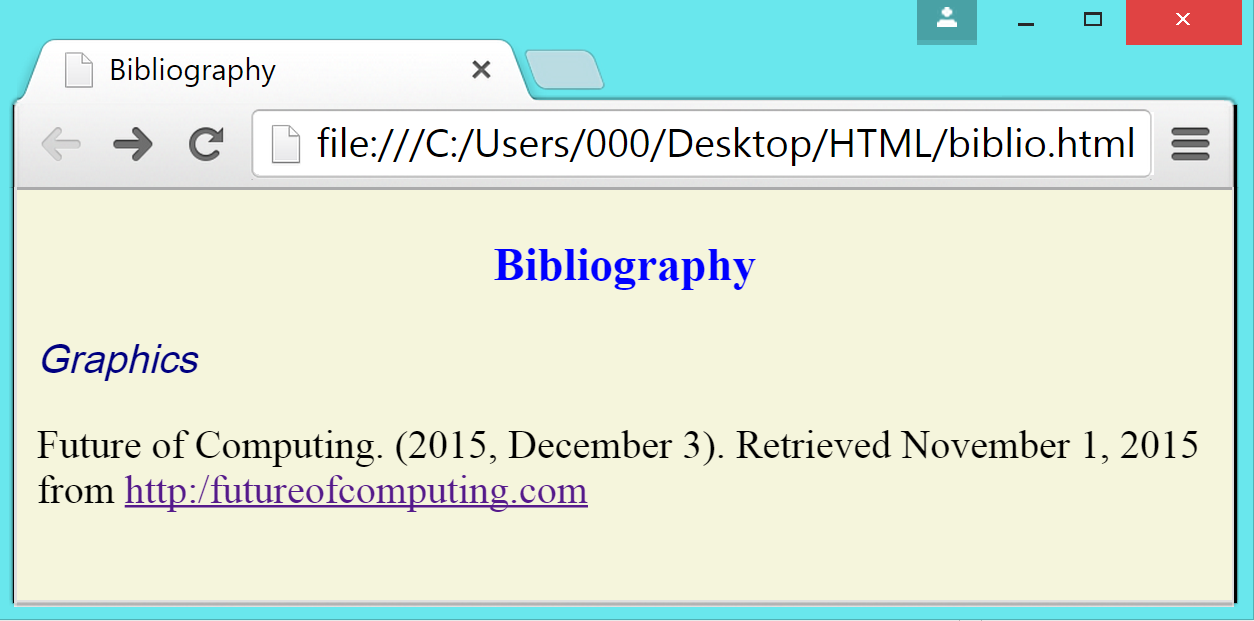 Bibliography
file:///C:/Users/000/Desktop/HTML/biblio.html
Bibliography
Graphics
Future of Computing. (2015, December 3). Retrieved November 1, 2015
from http:/futureofcomputing.com